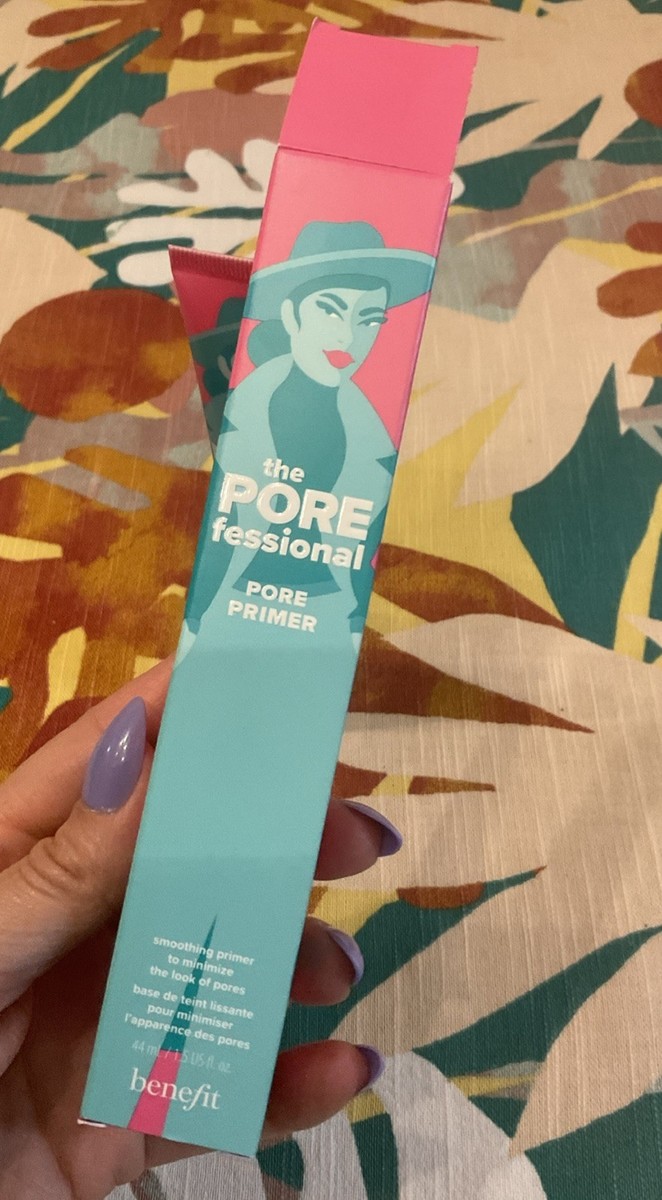 the
PORE
fessional
PORE
PRIMER
smoothing primer
to minimize
the look of pores
base de teint lissante
pour minimiser
l'apparence des pores
44 mL / 1.5 US fl. oz.
benefit